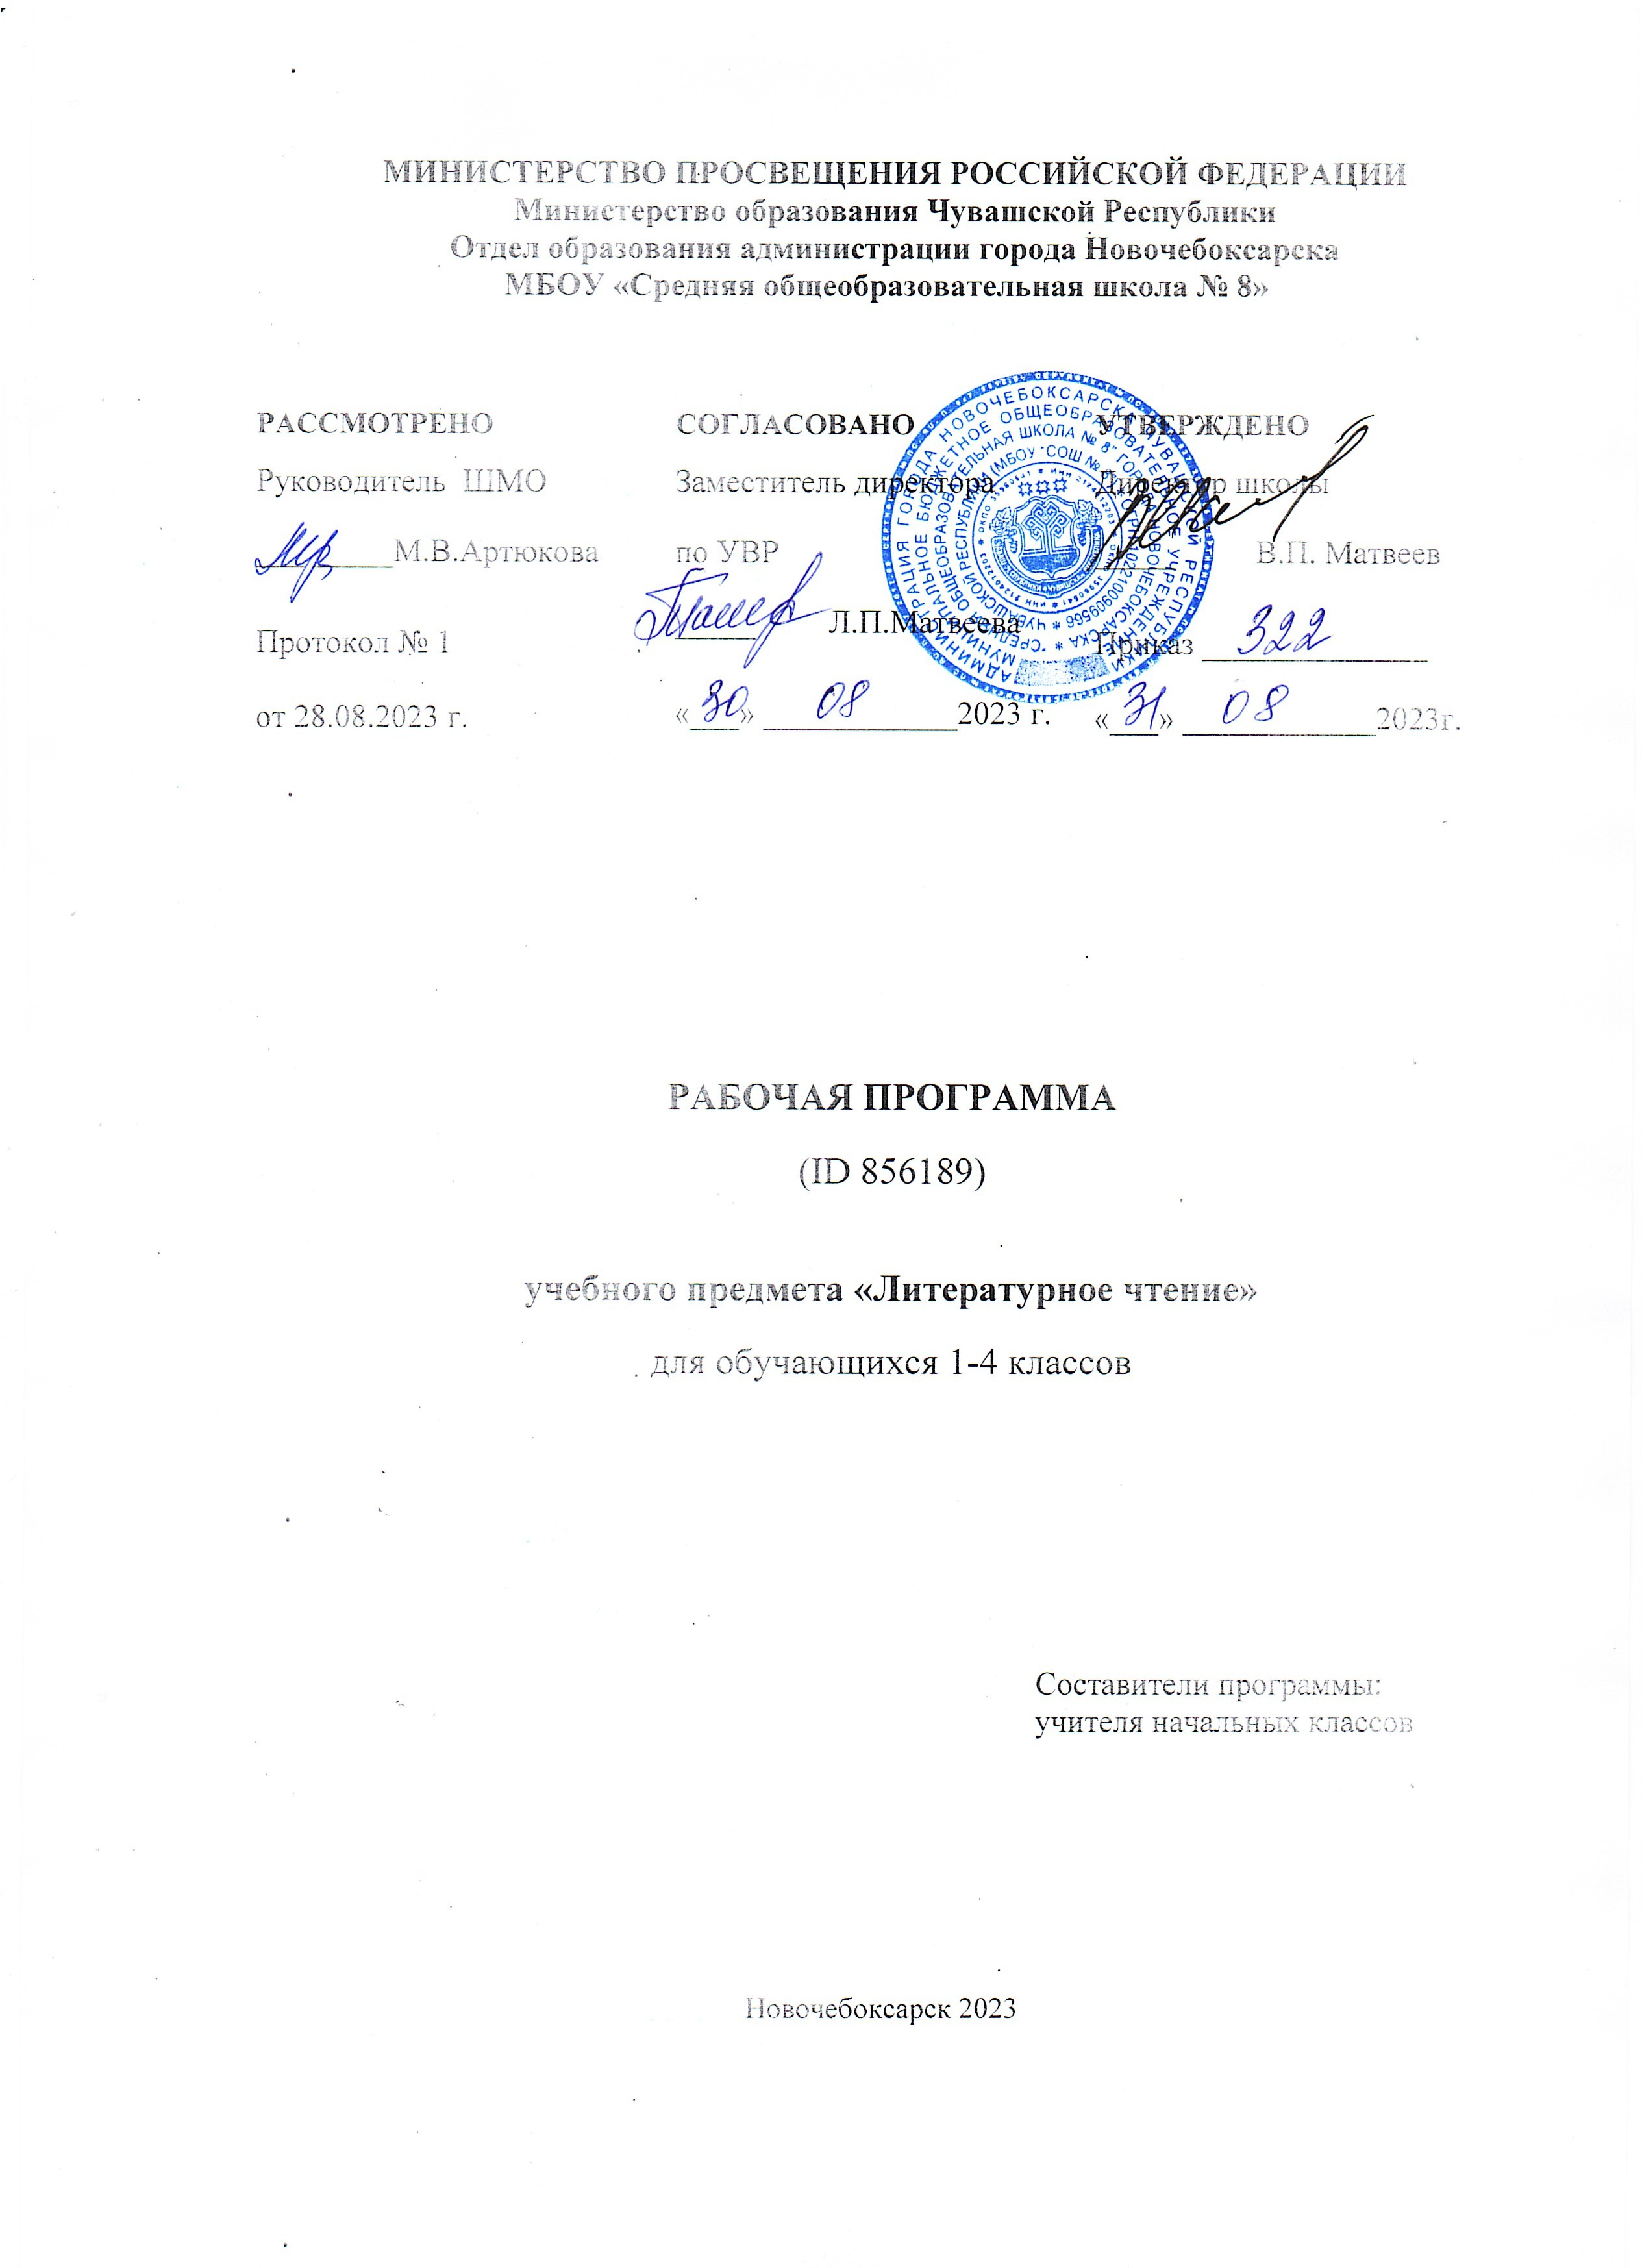 МИНИСТЕРСТВО ПРОСВЕЩЕНИЯ РОССИЙСКОЙ ФЕДЕРАЦИИ
Министерство образования Чувашской Республики
Отдел образования администрации города Новочебоксарска
МБОУ «Средняя общеобразовательная школа № 8»
РАССМОТРЕНО
Руководитель ШМО
М.В.Артюкова
Протокол № 1
от 28.08.2023 г.
СОГЛАСОВАНО
Заместитель директора
по УВР
Л.П.Матвеева
«30» 08 2023 г.
УТВЕРЖДЕНО
Директор школы
В.П. Матвеев
Приказ 322
«31» 08 2023г.
РАБОЧАЯ ПРОГРАММА
(ID 856189)
учебного предмета «Литературное чтение»
для обучающихся 1-4 классов
Составители программы:
учителя начальных классов
Новочебоксарск 2023